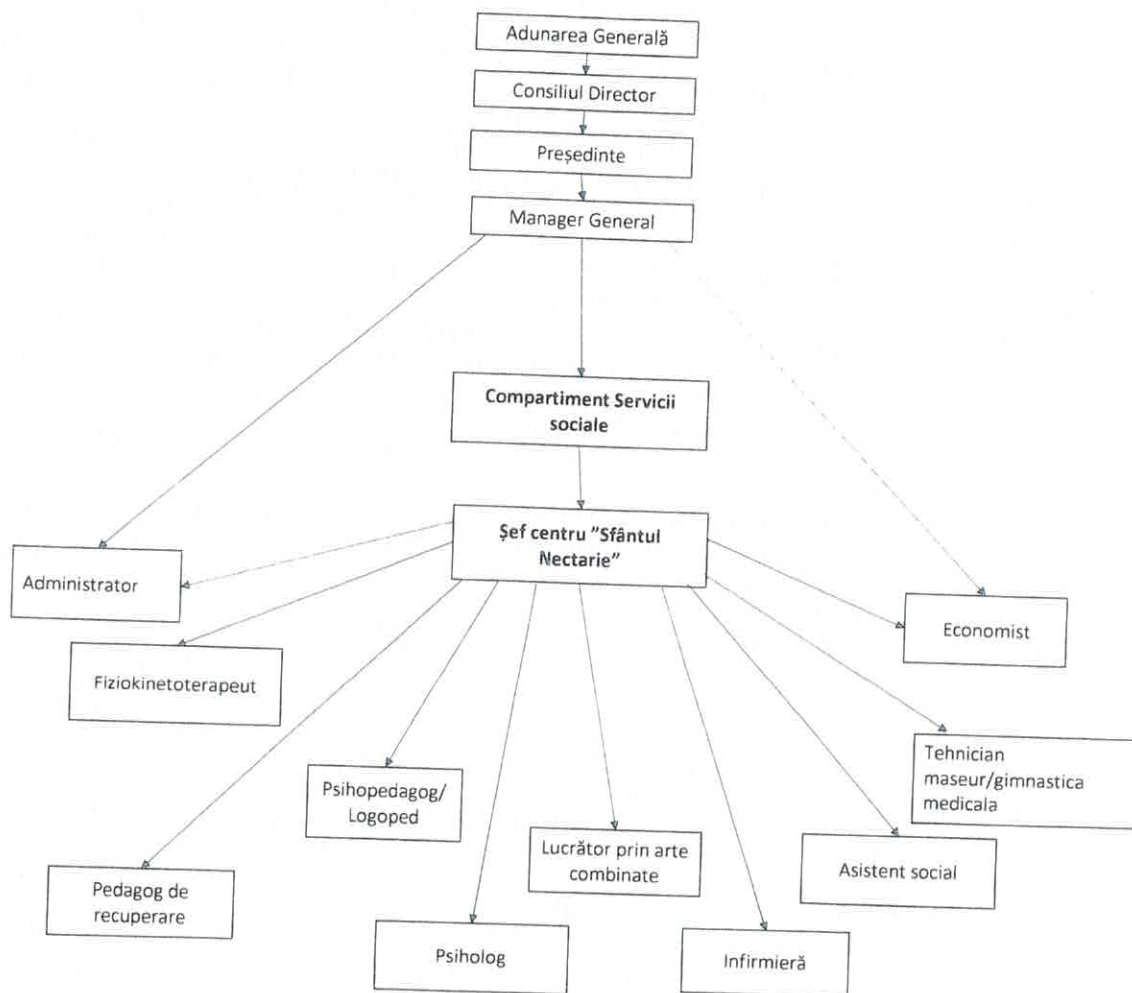 Adunarea Generală
Consiliul Director
Președinte
Manager General
Compartiment Servicii
sociale
Șef centru ”Sfântul
Nectarie”
Administrator
Economist
Fiziokinetoterapeut
Tehnician
maseur/gimnastica
medicala
Psihopedagog/
Logoped
Lucrător prin arte
combinate
Asistent social
Pedagog de
recuperare
Psiholog
Infirmieră